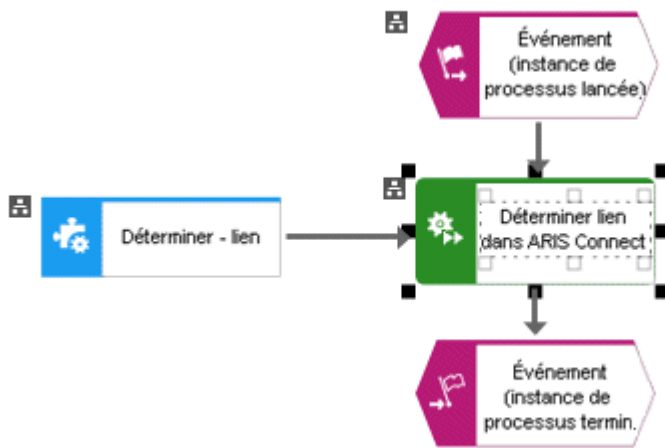 Événement
(instance de
processus lancée)
Déterminer - lien
Déterminer lien
dans ARIS Connect
Événement
(instance de
processus termin.